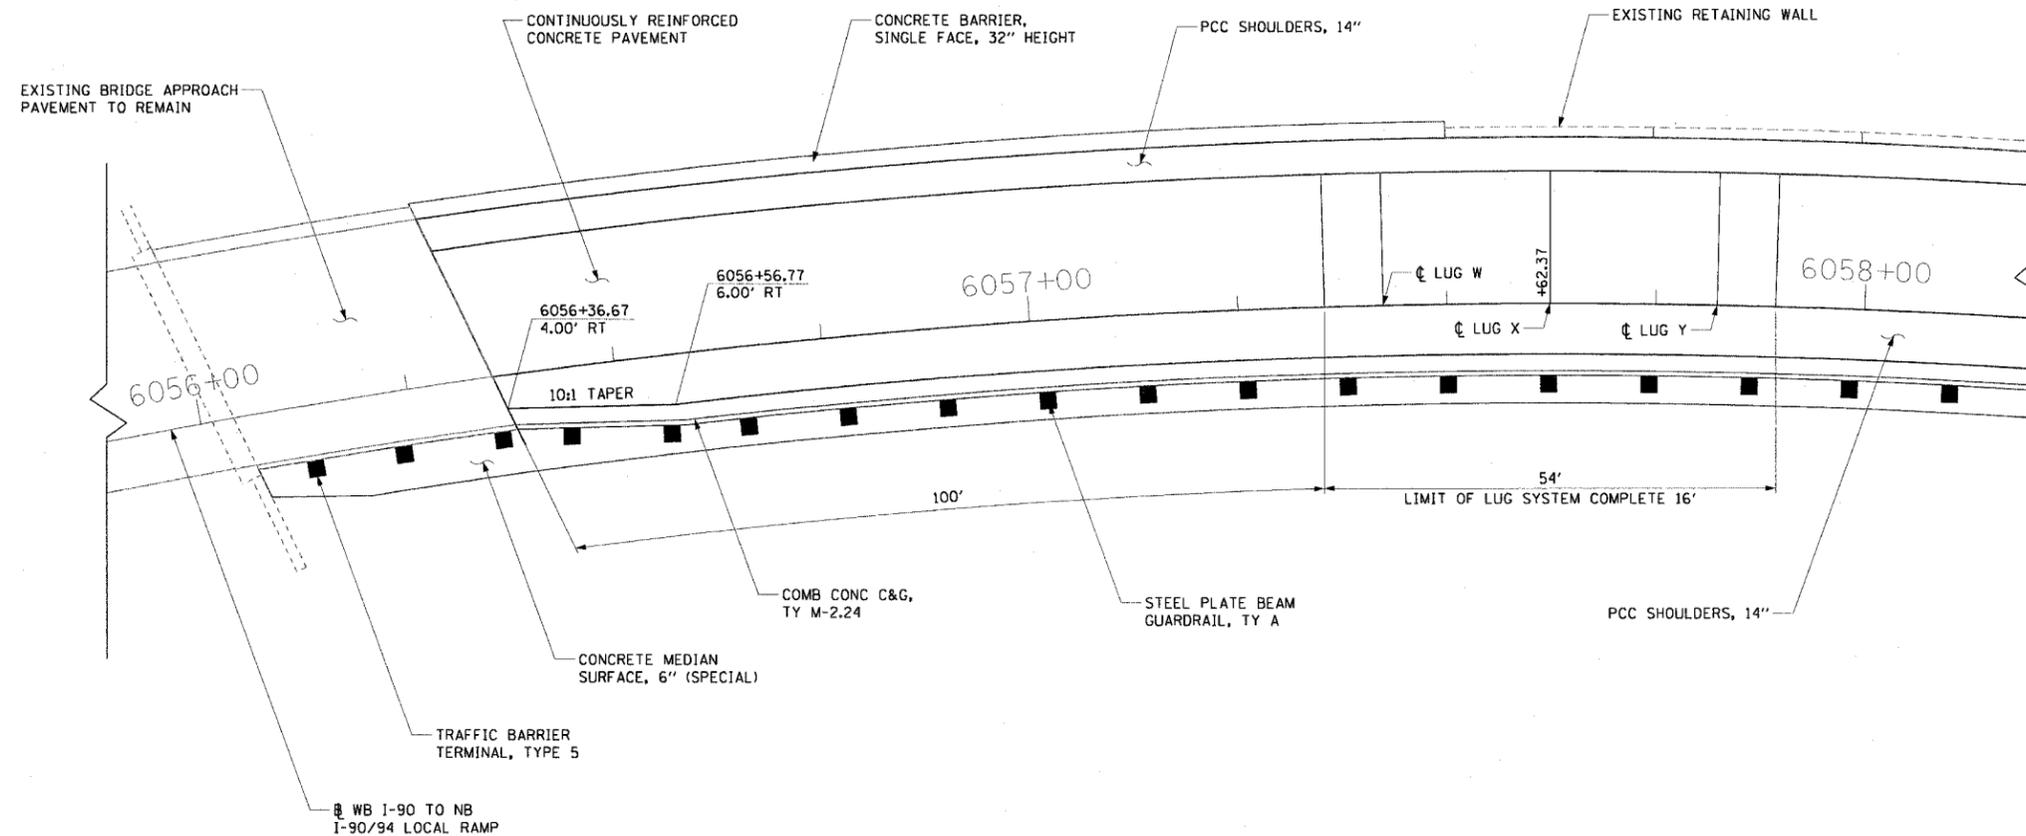 CONTINUOUSLY REINFORCED
CONCRETE PAVEMENT
CONCRETE BARRIER,
SINGLE FACE, 32" HEIGHT
PCC SHOULDERS, 14"
EXISTING RETAINING WALL
EXISTING BRIDGE APPROACH
PAVEMENT TO REMAIN
6056+36.67
4.00' RT
6056+56.77
6.00' RT
6057+00
℄ LUG W
+62.37
6058+00
℄ LUG X
℄ LUG Y
6056+00
10:1 TAPER
100'
54'
LIMIT OF LUG SYSTEM COMPLETE 16'
COMB CONC C&G,
TY M-2.24
STEEL PLATE BEAM
GUARDRAIL, TY A
PCC SHOULDERS, 14"
CONCRETE MEDIAN
SURFACE, 6" (SPECIAL)
TRAFFIC BARRIER
TERMINAL, TYPE 5
BL WB I-90 TO NB
I-90/94 LOCAL RAMP